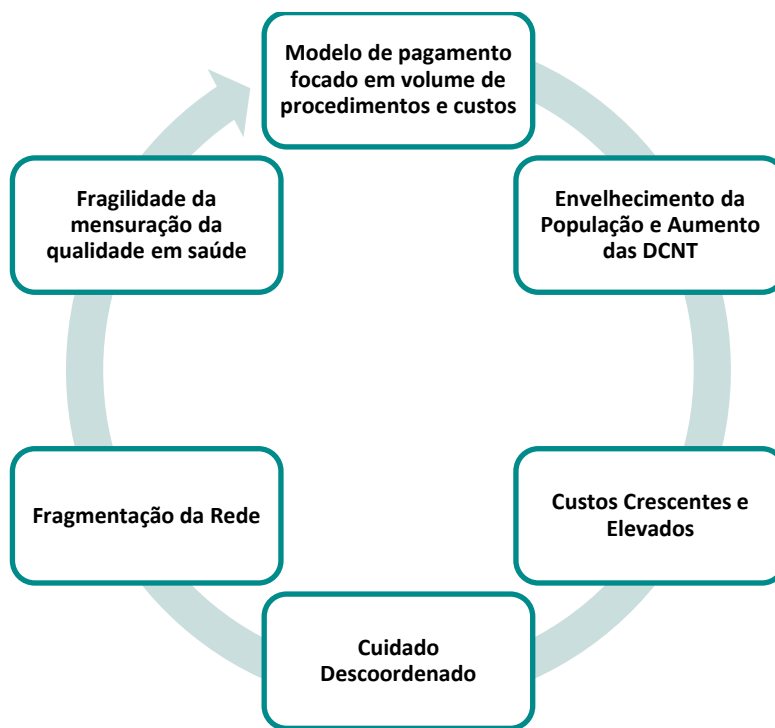 Modelo de pagamento
focado em volume de
procedimentos e custos
Envelhecimento da
População e Aumento
das DCNT
Custos Crescentes e
Elevados
Cuidado
Descoordenado
Fragmentação da Rede
Fragilidade da
mensuração da
qualidade em saúde